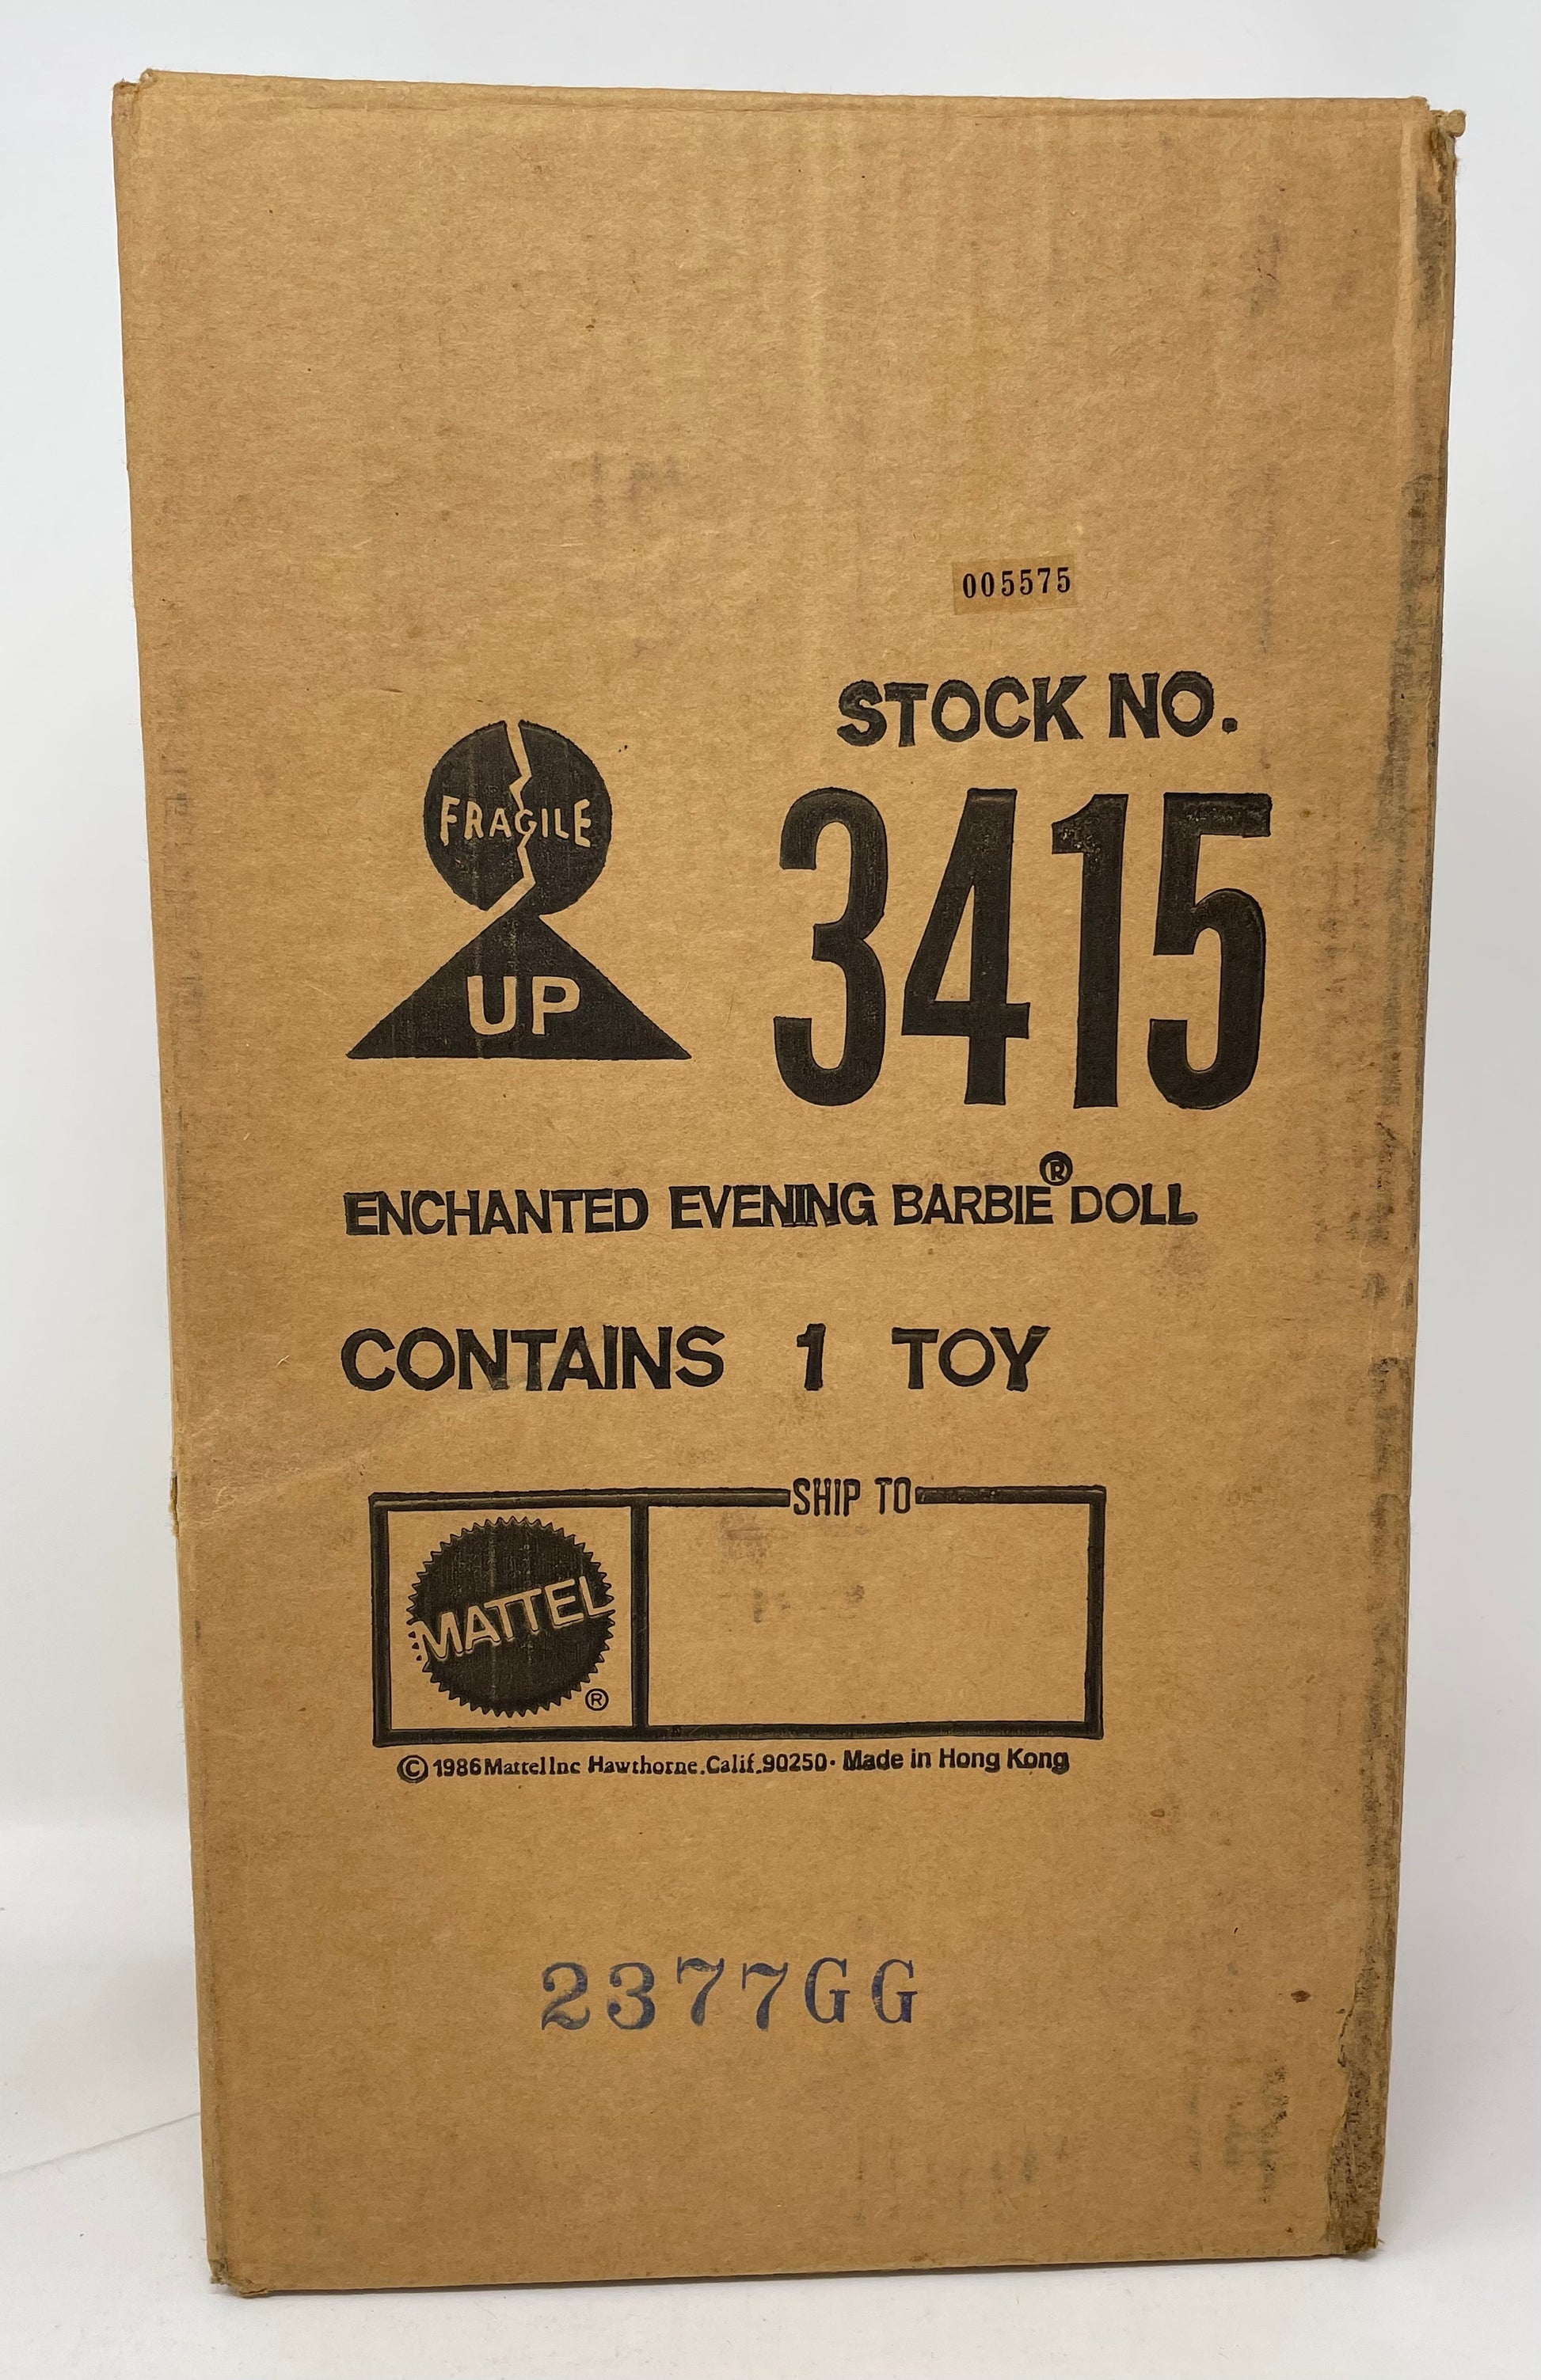 005575
STOCK NO.
3415
FRAGILE
UP
ENCHANTED EVENING BARBIE® DOLL
CONTAINS 1 TOY
SHIP TO
MATTEL
®
© 1986 Mattel Inc Hawthorne. Calif. 90250 · Made in Hong Kong
2377GG